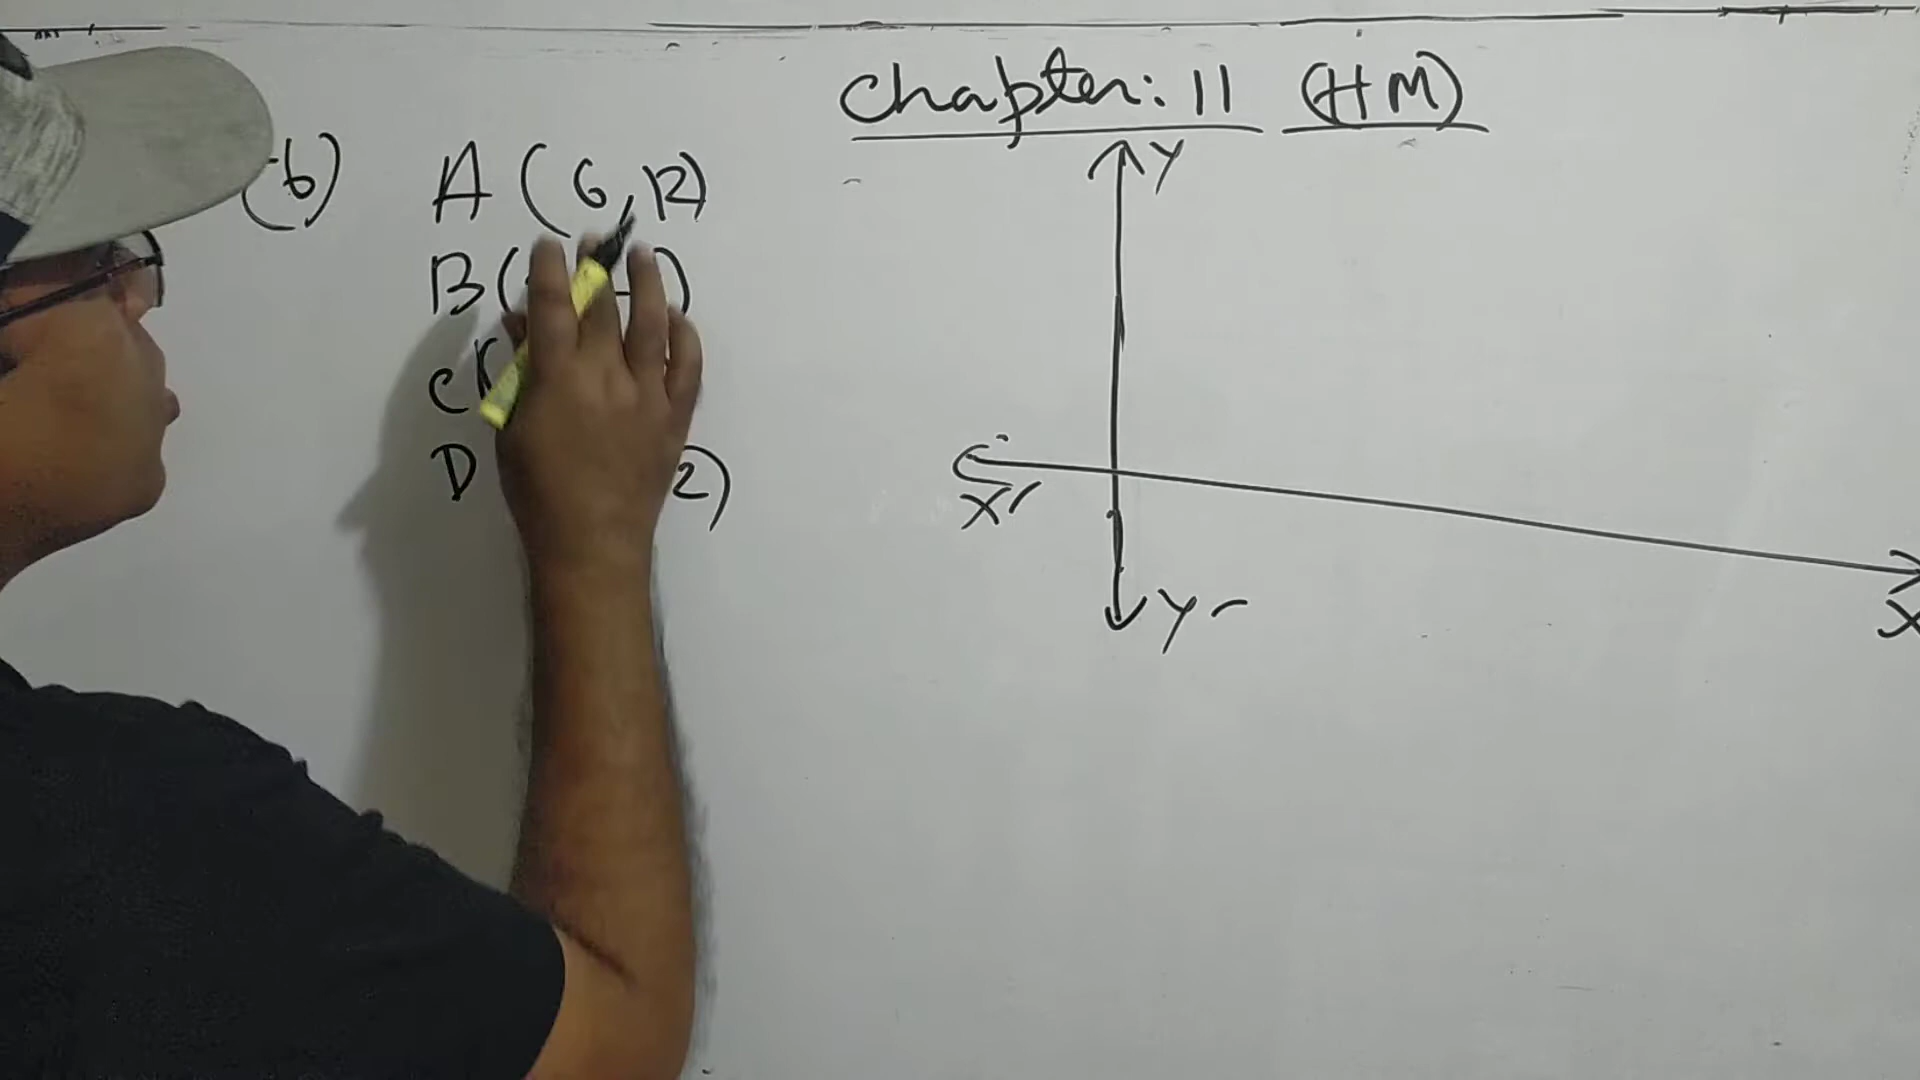 Chapter: 11 (HM)
(b) A (6, 12)
B (
C (
D 2)
Y
X'
Y'
X